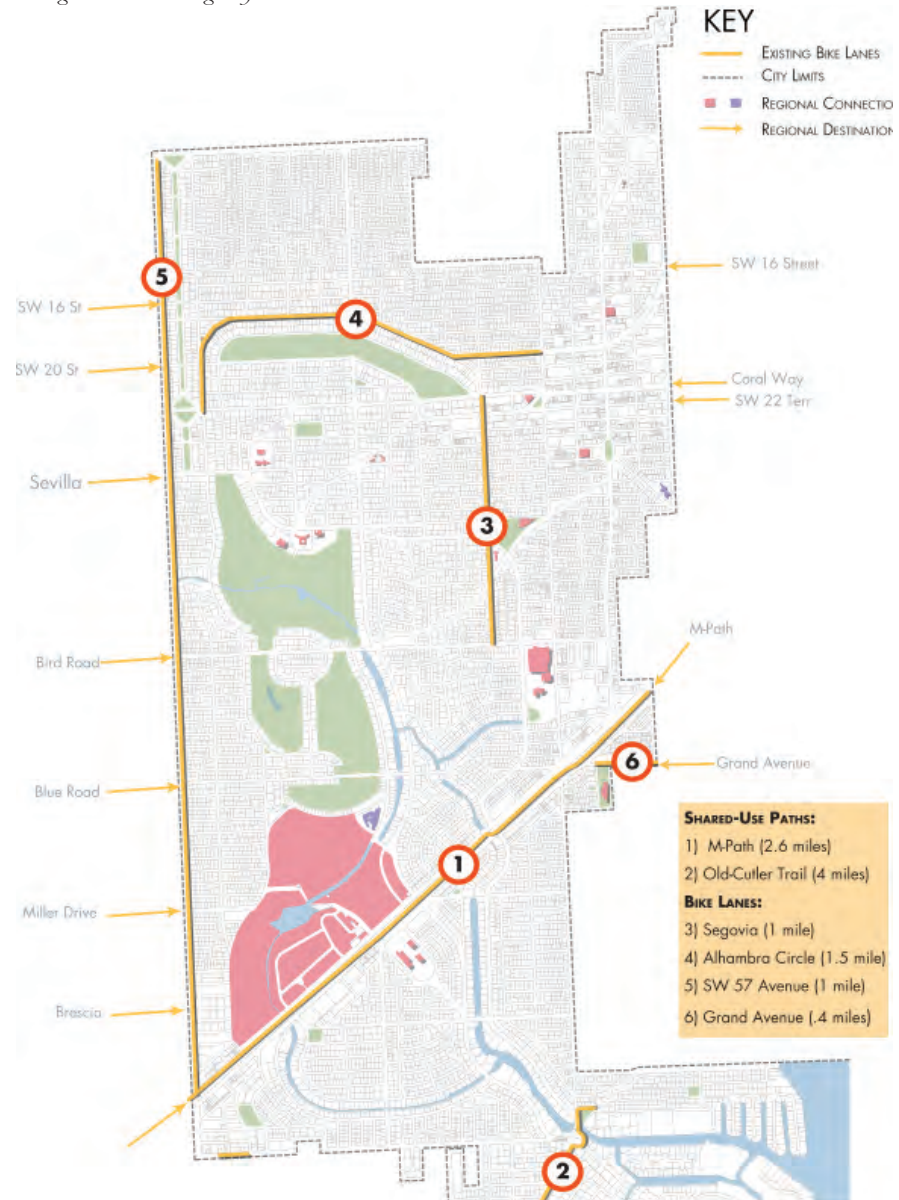 KEY
EXISTING BIKE LANES
CITY LIMITS
REGIONAL CONNECTIO
REGIONAL DESTINATION
5
4
3
6
1
2
SW 16 St
SW 20 St
Sevilla
Bird Road
Blue Road
Miller Drive
Brescia
SW 16 Street
Coral Way
SW 22 Terr
M-Path
Grand Avenue
SHARED-USE PATHS:
1) M-Path (2.6 miles)
2) Old-Cutler Trail (4 miles)
BIKE LANES:
3) Segovia (1 mile)
4) Alhambra Circle (1.5 mile)
5) SW 57 Avenue (1 mile)
6) Grand Avenue (.4 miles)